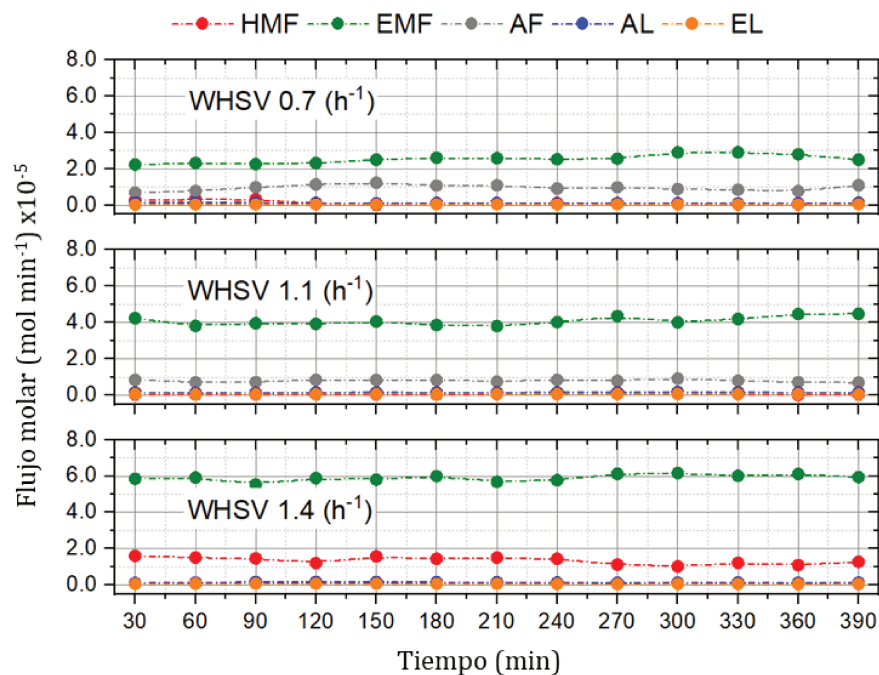 HMF EMF AF AL EL
8.0
WHSV 0.7 (h⁻¹)
6.0
4.0
2.0
0.0
8.0
6.0
WHSV 1.1 (h⁻¹)
4.0
2.0
0.0
8.0
6.0
WHSV 1.4 (h⁻¹)
4.0
2.0
0.0
30 60 90 120 150 180 210 240 270 300 330 360 390
Tiempo (min)
Flujo molar (mol min⁻¹) x10⁻⁵